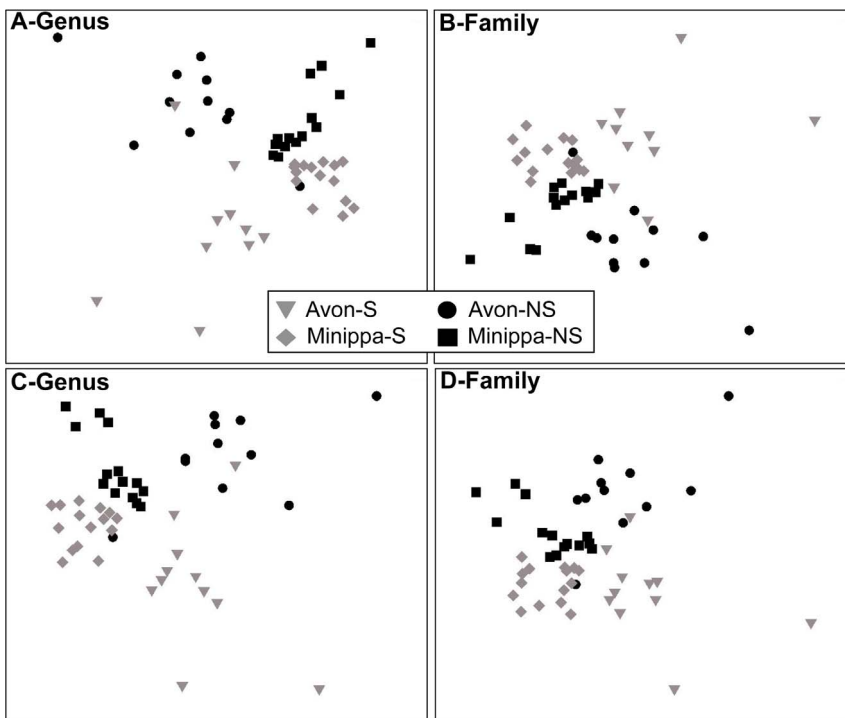 A-Genus
B-Family
Avon-S
Avon-NS
Minippa-S
Minippa-NS
C-Genus
D-Family